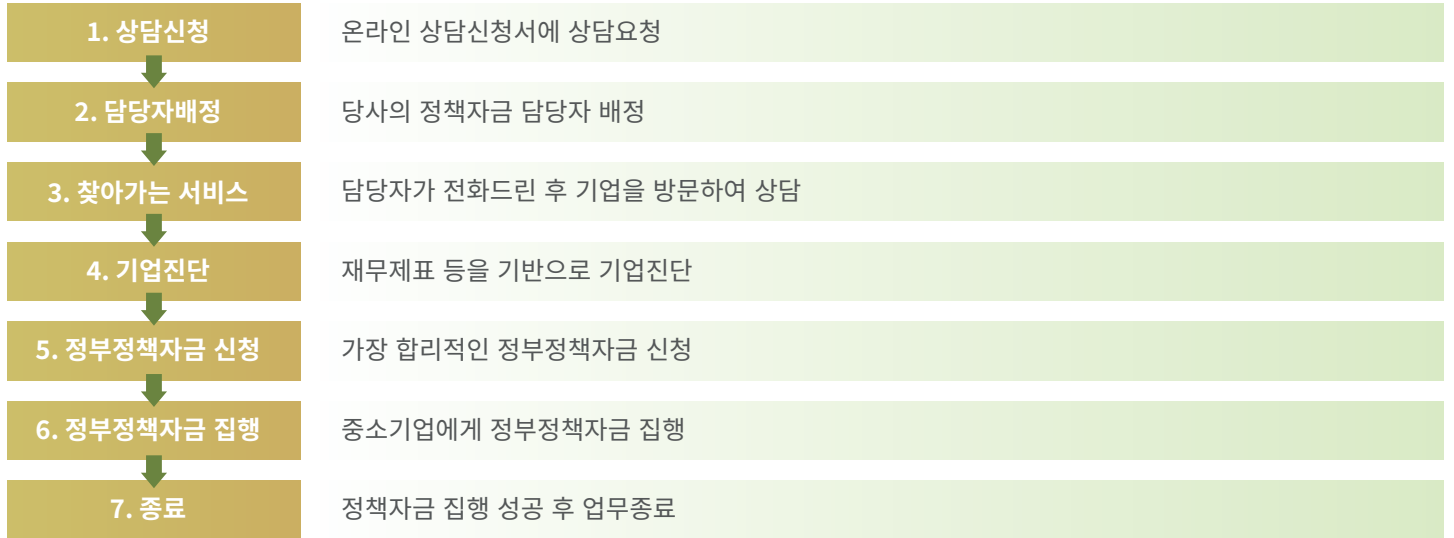 1. 상담신청
온라인 상담신청서에 상담요청
2. 담당자배정
당사의 정책자금 담당자 배정
3. 찾아가는 서비스
담당자가 전화드린 후 기업을 방문하여 상담
4. 기업진단
재무제표 등을 기반으로 기업진단
5. 정부정책자금 신청
가장 합리적인 정부정책자금 신청
6. 정부정책자금 집행
중소기업에게 정부정책자금 집행
7. 종료
정책자금 집행 성공 후 업무종료